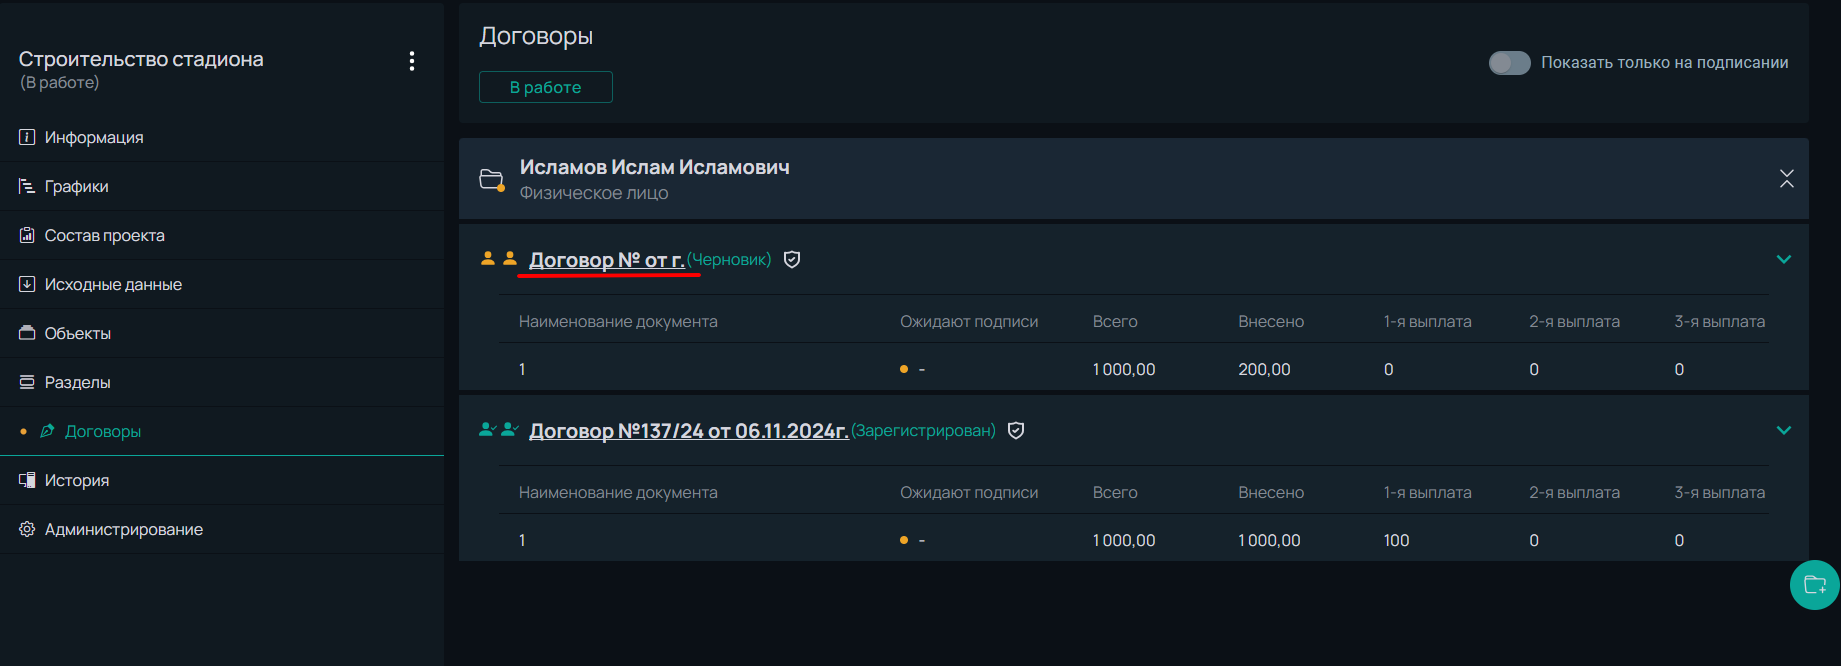 Строительство стадиона
(В работе)
Информация
Графики
Состав проекта
Исходные данные
Объекты
Разделы
Договоры
История
Администрирование
Договоры
В работе
Показать только на подписании
Исламов Ислам Исламович
Физическое лицо
Договор № от г.(Черновик)
Наименование документа Ожидают подписи Всего Внесено 1-я выплата 2-я выплата 3-я выплата
1 - 1 000,00 200,00 0 0 0
Договор №137/24 от 06.11.2024г.(Зарегистрирован)
Наименование документа Ожидают подписи Всего Внесено 1-я выплата 2-я выплата 3-я выплата
1 - 1 000,00 1 000,00 100 0 0